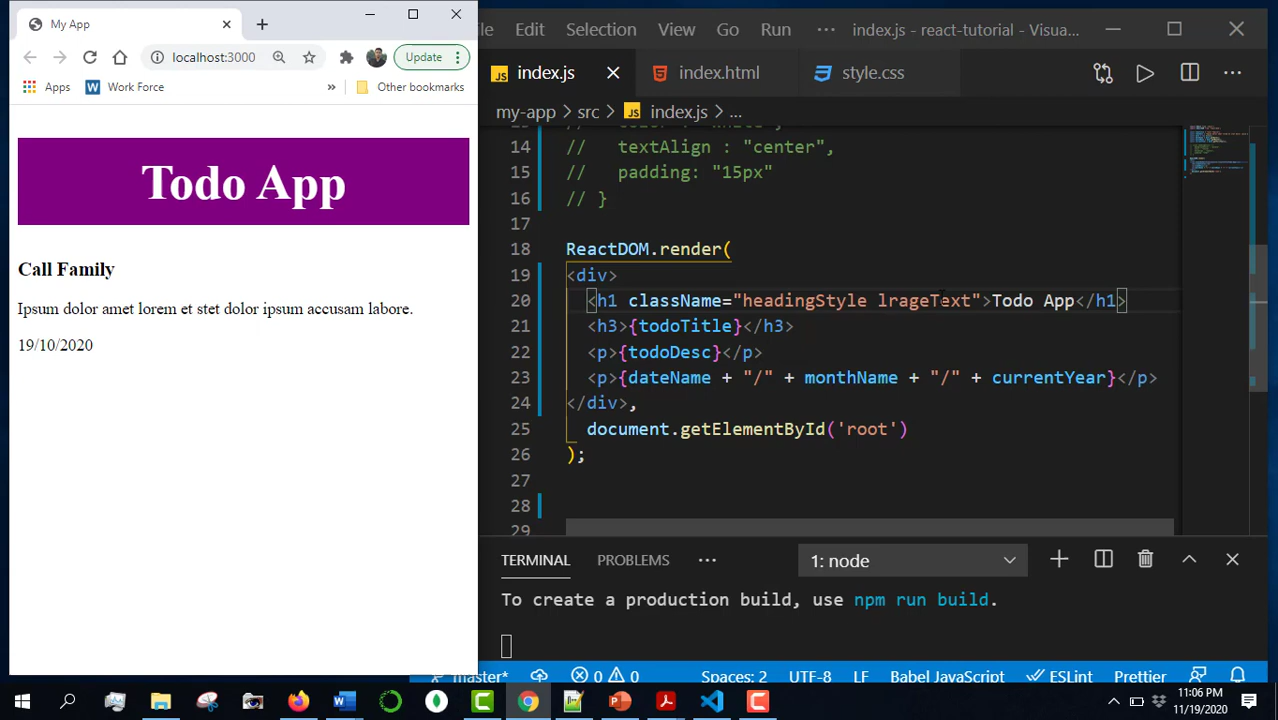 My App
localhost:3000
Update
Apps
Work Force
»
Other bookmarks
Todo App
Call Family
Ipsum dolor amet lorem et stet dolor ipsum accusam labore.
19/10/2020
Edit
Selection
View
Go
Run
index.js - react-tutorial - Visua...
index.js
index.html
style.css
my-app > src > index.js > ...
14 // textAlign : "center",
15 // padding: "15px"
16 // }
17
18 ReactDOM.render(
19 <div>
20 <h1 className="headingStyle lrageText">Todo App</h1>
21 <h3>{todoTitle}</h3>
22 <p>{todoDesc}</p>
23 <p>{dateName + "/" + monthName + "/" + currentYear}</p>
24 </div>,
25 document.getElementById('root')
26 );
27
28
29
TERMINAL
PROBLEMS
1: node
To create a production build, use npm run build.
master*
0
0
Spaces: 2
UTF-8
LF
Babel JavaScript
ESLint
Prettier
11:06 PM
11/19/2020